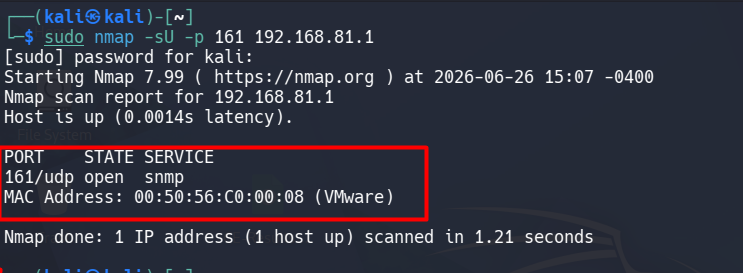 ┌──(kali㉿kali)-[~]
└─$ sudo nmap -sU -p 161 192.168.81.1
[sudo] password for kali:
Starting Nmap 7.99 ( https://nmap.org ) at 2026-06-26 15:07 -0400
Nmap scan report for 192.168.81.1
Host is up (0.0014s latency).
File System
PORT    STATE SERVICE
161/udp open  snmp
MAC Address: 00:50:56:C0:00:08 (VMware)
Nmap done: 1 IP address (1 host up) scanned in 1.21 seconds
┌──(kali㉿kali)-[~]